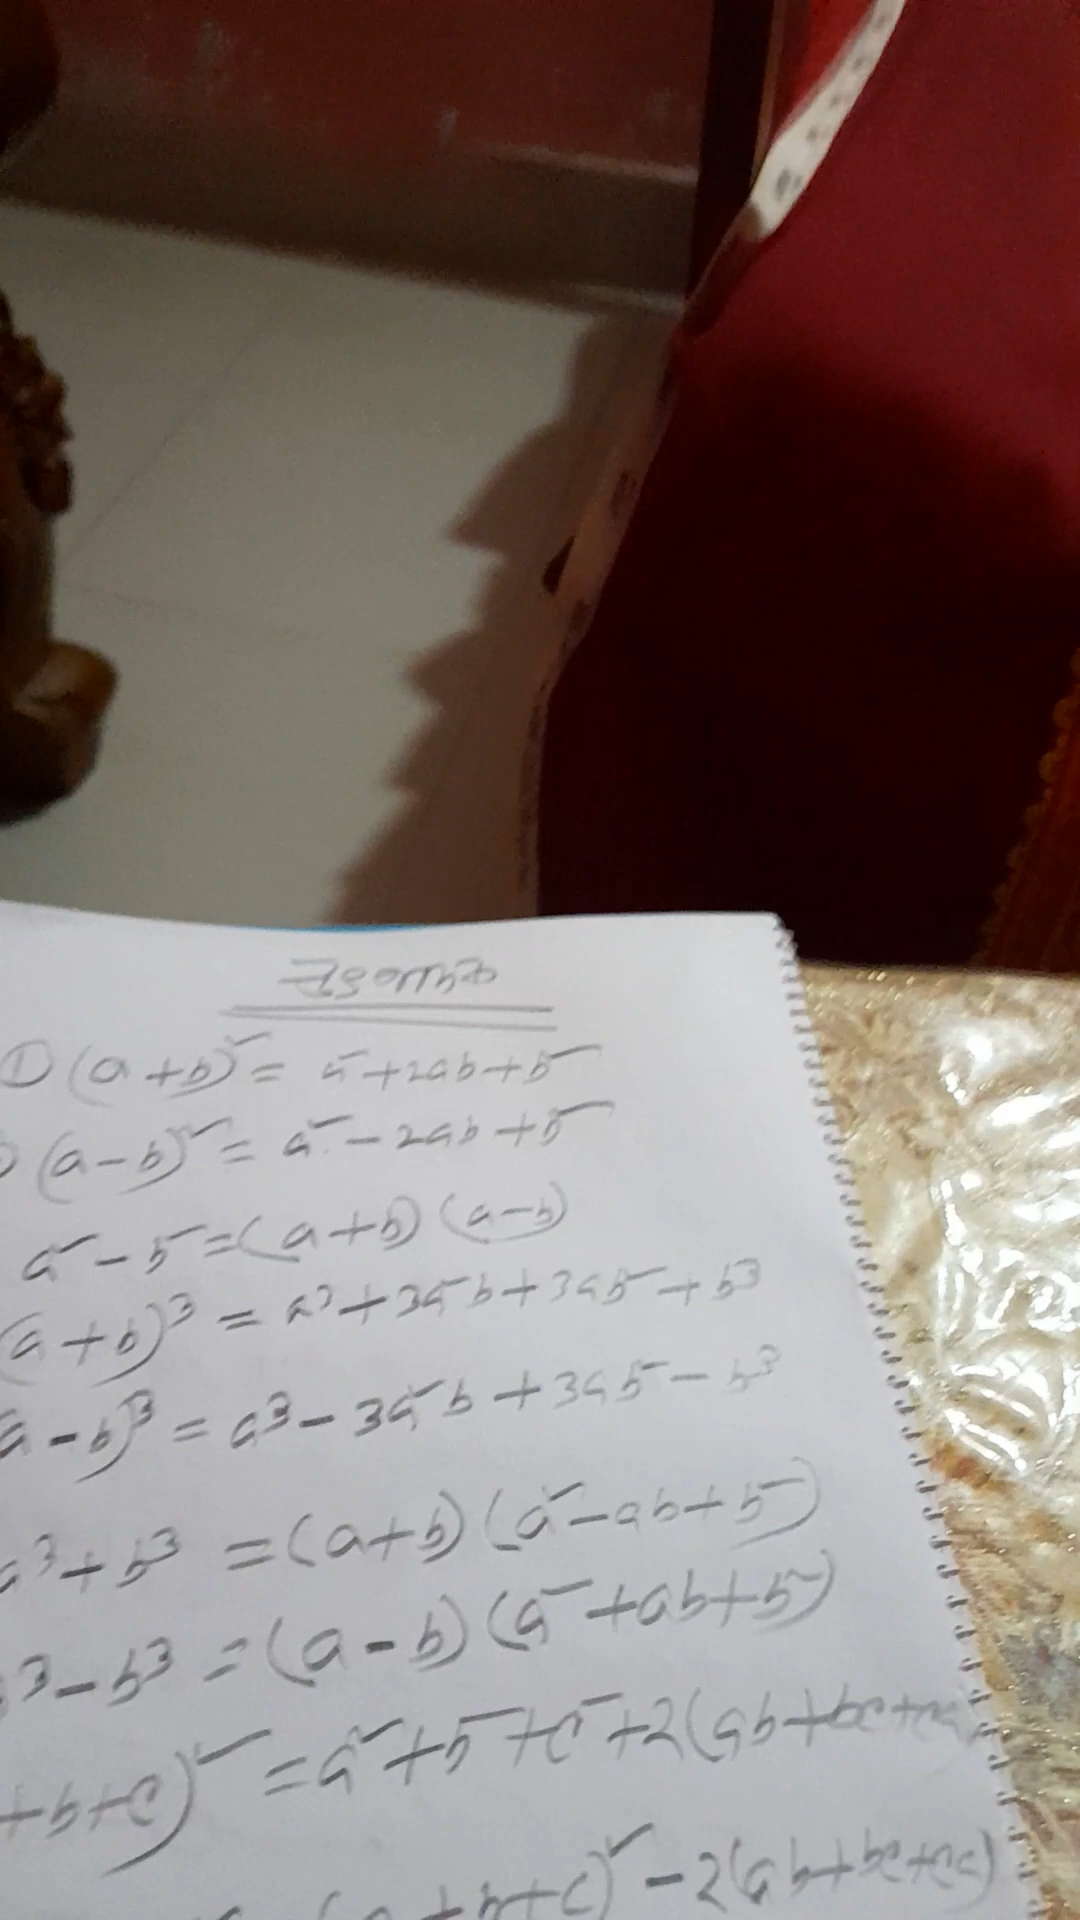 ① (a+b)² = a²+2ab+b²
(a-b)² = a²-2ab+b²
a²-b² = (a+b) (a-b)
(a+b)³ = a³+3a²b+3ab²+b³
a-b)³ = a³-3a²b+3ab²-b³
a³+b³ = (a+b) (a²-ab+b²)
³-b³ = (a-b) (a²+ab+b²)
+b+c)² = a²+b²+c²+2(ab+bc+ca
(a+b+c)² -2(ab+bc+ca)